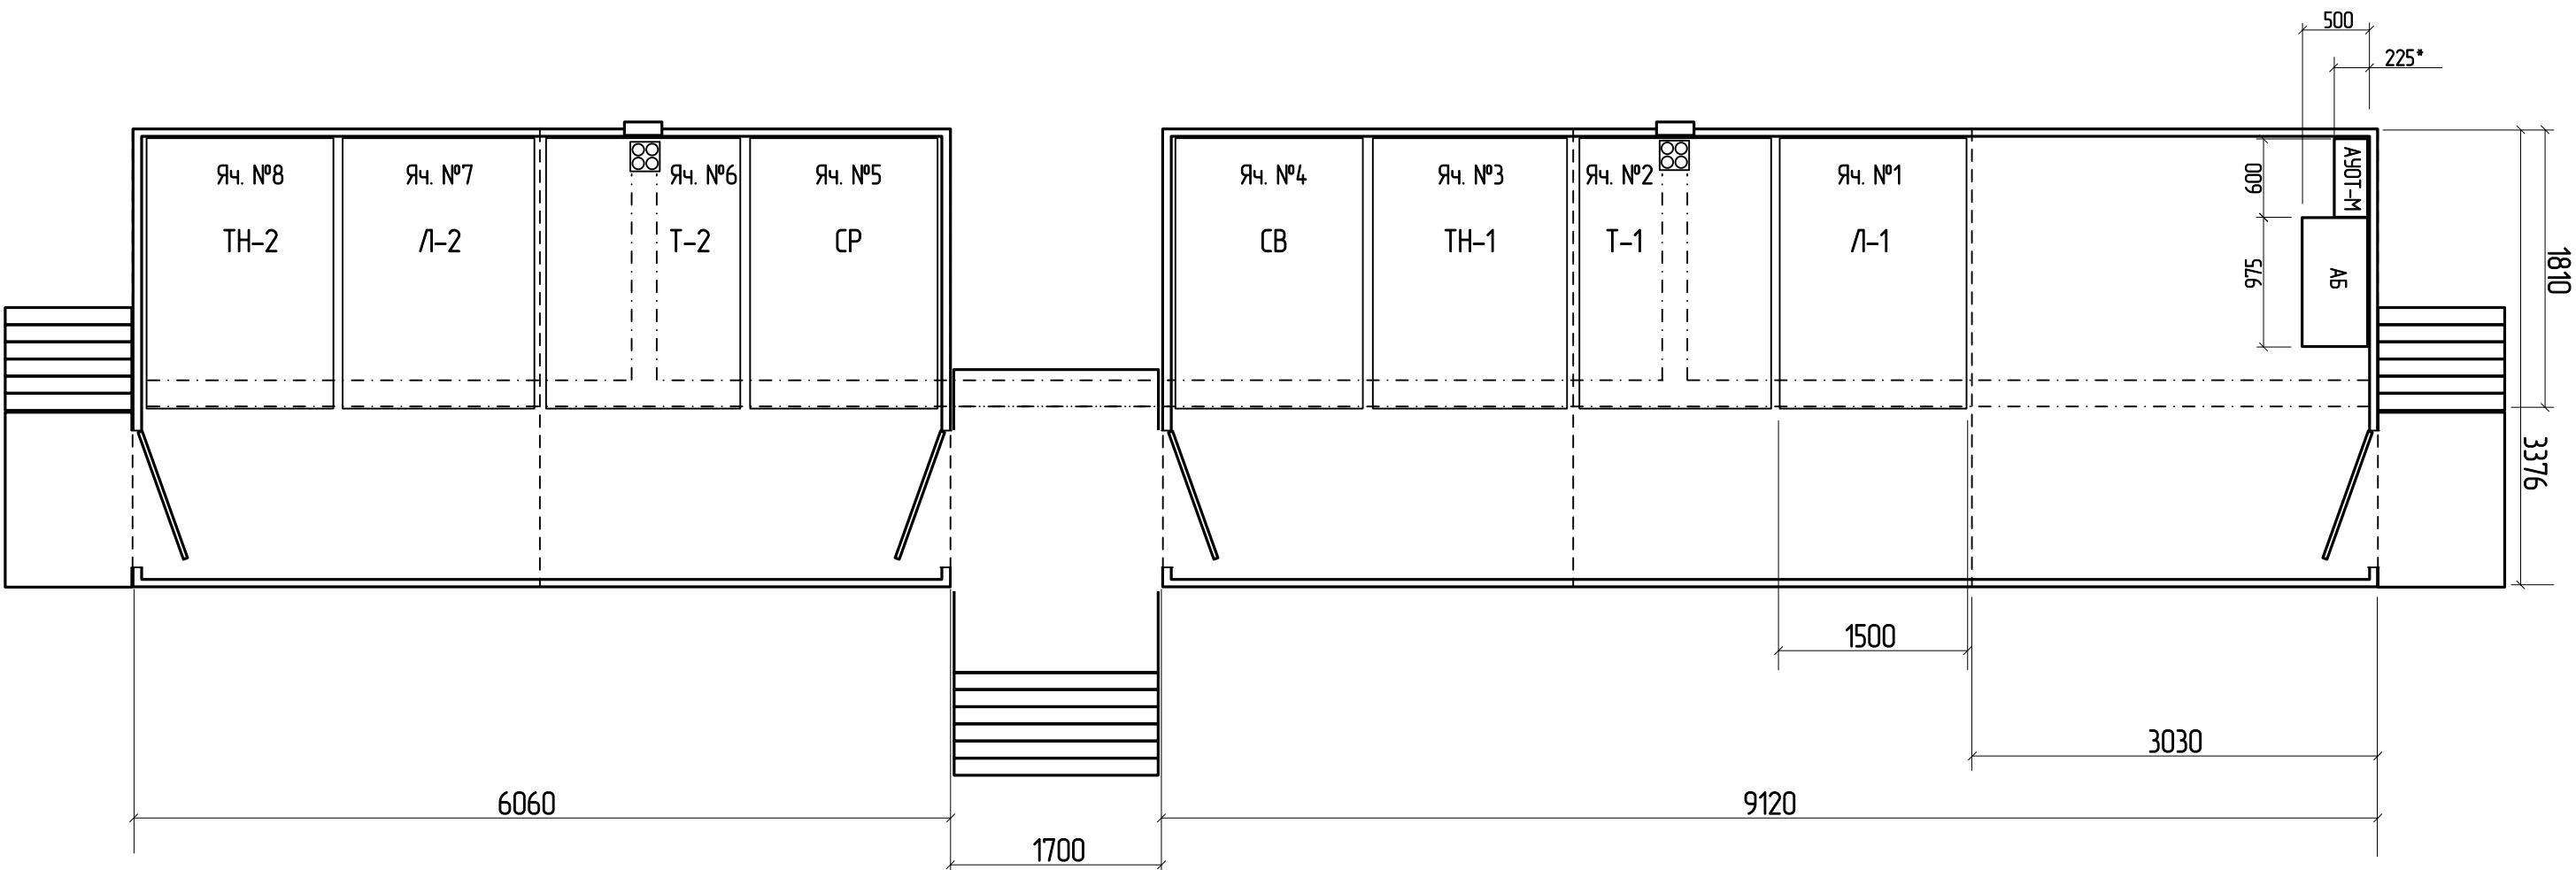 500
225*
Яч. №8
Яч. №7
Яч. №6
Яч. №5
Яч. №4
Яч. №3
Яч. №2
Яч. №1
600
АУОТ-М
ТН-2
Л-2
Т-2
СР
СВ
ТН-1
Т-1
Л-1
975
АБ
1810
3376
1500
3030
6060
9120
1700